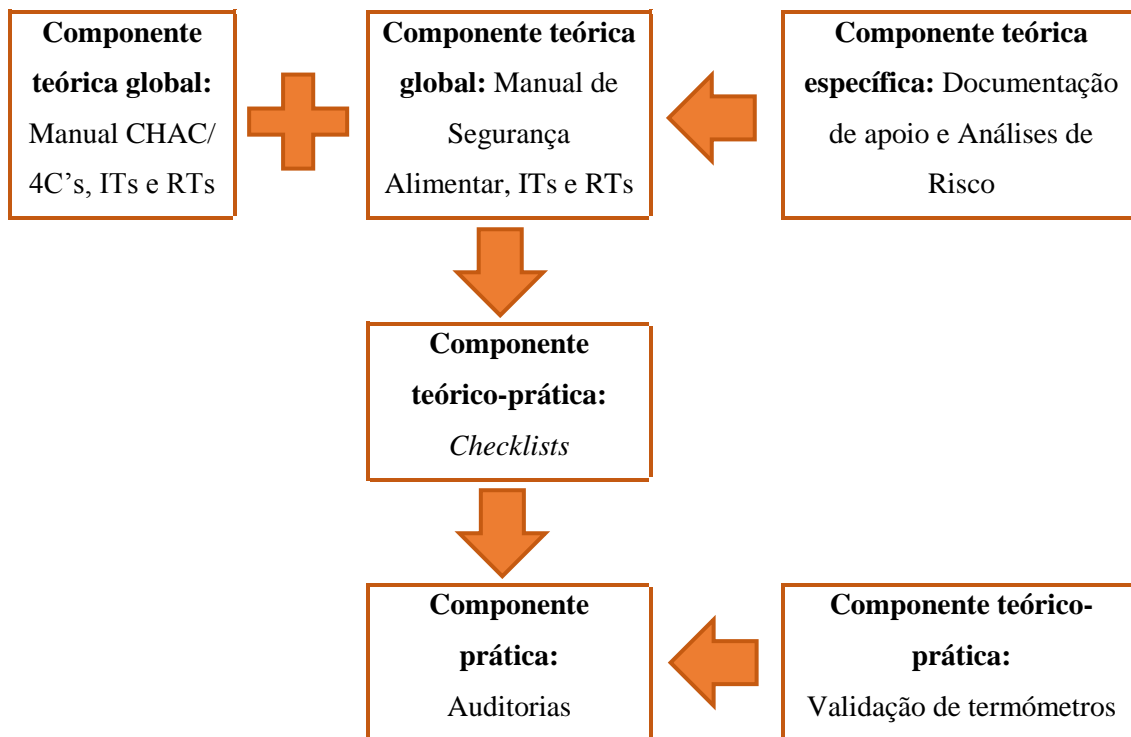 Componente
teórica global:
Manual CHAC/
4C's, ITs e RTs
Componente teórica
global: Manual de
Segurança
Alimentar, ITs e RTs
Componente teórica
específica: Documentação
de apoio e Análises de
Risco
Componente
teórico-prática:
Checklists
Componente
prática:
Auditorias
Componente teórico-
prática:
Validação de termómetros